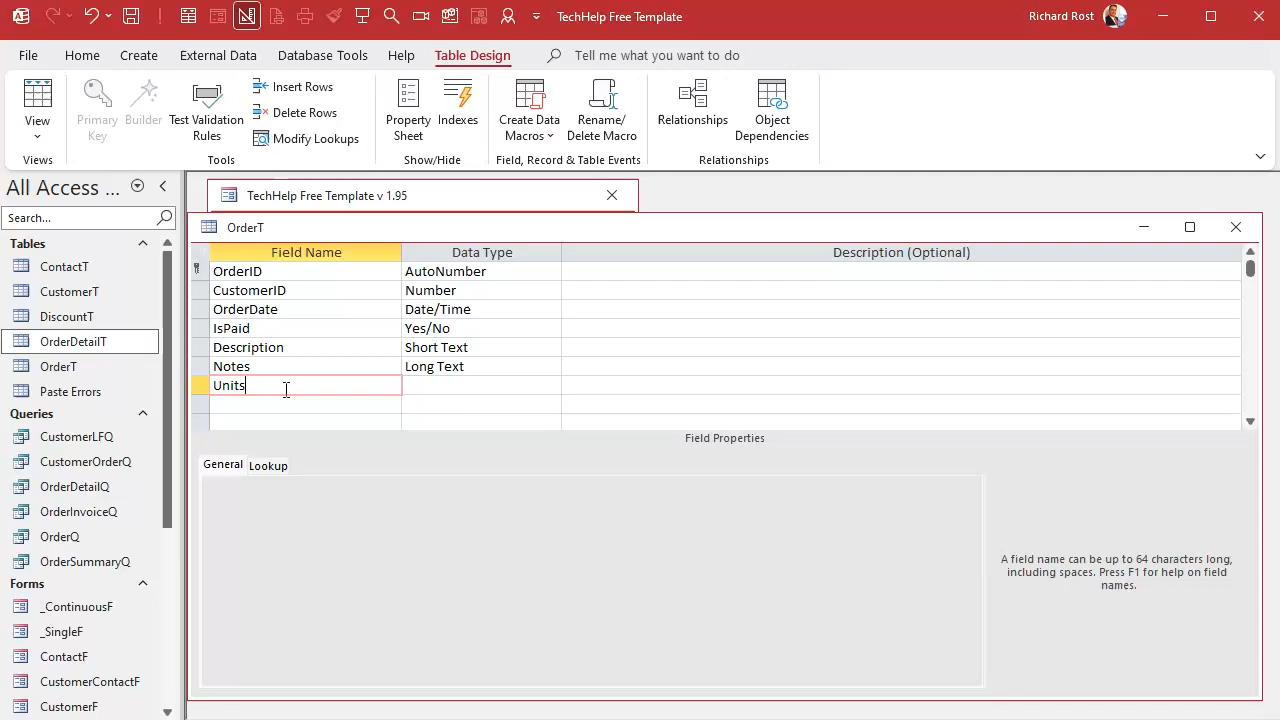 TechHelp Free Template
Richard Rost
File Home Create External Data Database Tools Help Table Design Tell me what you want to do
View
Views
Primary Key
Builder
Test Validation Rules
Insert Rows
Delete Rows
Modify Lookups
Tools
Property Sheet
Indexes
Show/Hide
Create Data Macros
Rename/ Delete Macro
Field, Record & Table Events
Relationships
Object Dependencies
Relationships
All Access ...
Search...
Tables
ContactT
CustomerT
DiscountT
OrderDetailT
OrderT
Paste Errors
Queries
CustomerLFQ
CustomerOrderQ
OrderDetailQ
OrderInvoiceQ
OrderQ
OrderSummaryQ
Forms
_ContinuousF
_SingleF
ContactF
CustomerContactF
CustomerF
TechHelp Free Template v 1.95
OrderT
Field Name Data Type Description (Optional)
OrderID AutoNumber
CustomerID Number
OrderDate Date/Time
IsPaid Yes/No
Description Short Text
Notes Long Text
Units
Field Properties
General Lookup
A field name can be up to 64 characters long,
including spaces. Press F1 for help on field
names.